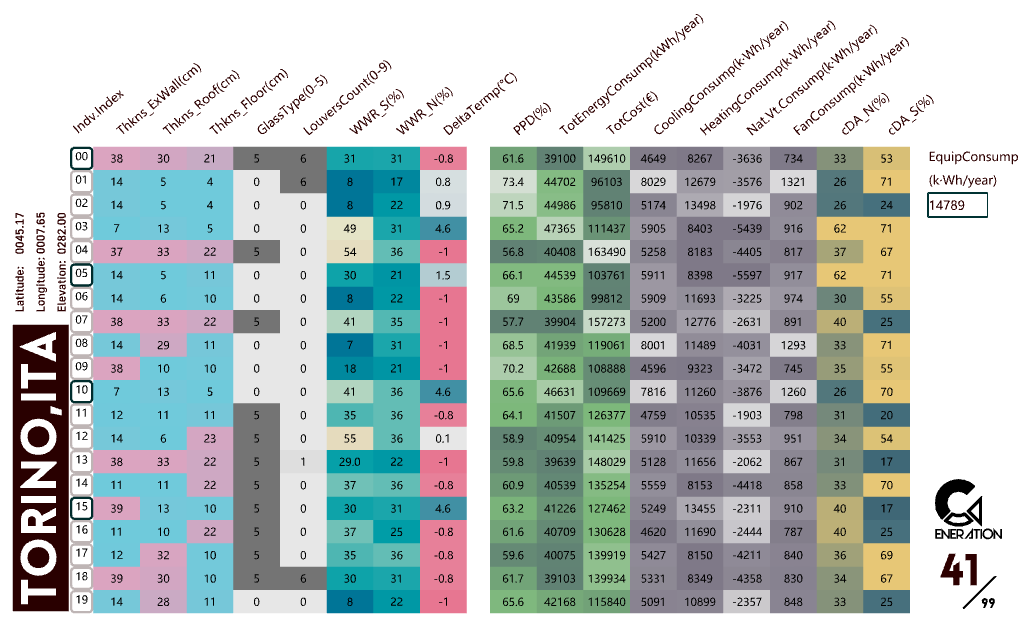 Indv.Index Thkns_ExWall(cm) Thkns_Roof(cm) Thkns_Floor(cm) GlassType(0-5) LouversCount(0-9) WWR_S(%) WWR_N(%) DeltaTermp(°C) PPD(%) TotEnergyConsump(kWh/year) TotCost(€) CoolingConsump(k·Wh/year) HeatingConsump(k·Wh/year) Nat.Vt.Consump(k·Wh/year) FanConsump(k·Wh/year) cDA_N(%) cDA_S(%)
00 38 30 21 5 6 31 31 -0.8 61.6 39100 149610 4649 8267 -3636 734 33 53
01 14 5 4 0 6 8 17 0.8 73.4 44702 96103 8029 12679 -3576 1321 26 71
02 14 5 4 0 0 8 22 0.9 71.5 44986 95810 5174 13498 -1976 902 26 24
03 7 13 5 0 0 49 31 4.6 65.2 47365 111437 5905 8403 -5439 916 62 71
04 37 33 22 5 0 54 36 -1 56.8 40408 163490 5258 8183 -4405 817 37 67
05 14 5 11 0 0 30 21 1.5 66.1 44539 103761 5911 8398 -5597 917 62 71
06 14 6 10 0 0 8 22 -1 69 43586 99812 5909 11693 -3225 974 30 55
07 38 33 22 5 0 41 35 -1 57.7 39904 157273 5200 12776 -2631 891 40 25
08 14 29 11 0 0 7 31 -1 68.5 41939 119061 8001 11489 -4031 1293 33 71
09 38 10 10 0 0 18 21 -1 70.2 42688 108888 4596 9323 -3472 745 35 55
10 7 13 5 0 0 41 36 4.6 65.6 46631 109669 7816 11260 -3876 1260 26 70
11 12 11 11 5 0 35 36 -0.8 64.1 41507 126377 4759 10535 -1903 798 31 20
12 14 6 23 5 0 55 36 0.1 58.9 40954 141425 5910 10339 -3553 951 34 54
13 38 33 22 5 1 29.0 22 -1 59.8 39639 148029 5128 11656 -2062 867 31 17
14 11 11 22 5 0 37 36 -0.8 60.9 40539 135254 5559 8153 -4418 858 33 70
15 39 13 10 5 0 30 31 4.6 63.2 41226 127462 5249 13455 -2311 910 40 17
16 11 10 22 5 0 37 25 -0.8 61.6 40709 130628 4620 11690 -2444 787 40 25
17 12 32 10 5 0 35 36 -0.8 59.6 40075 139919 5427 8150 -4211 840 36 69
18 39 30 10 5 6 30 31 -0.8 61.7 39103 139934 5331 8349 -4358 830 34 67
19 14 28 11 0 0 8 22 -1 65.6 42168 115840 5091 10899 -2357 848 33 25
EquipConsump
(k·Wh/year)
14789
Latitude: 0045.17
Longitude: 0007.65
Elevation: 0282.00
TORINO,ITA
ENERATION
41/99